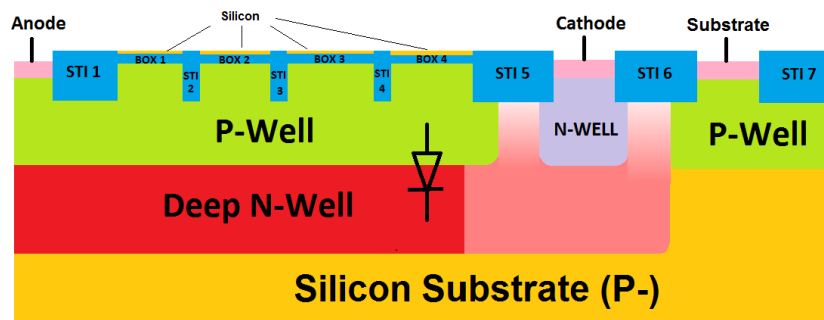 Silicon
Anode
Cathode
Substrate
STI 1
BOX 1
BOX 2
BOX 3
BOX 4
STI 5
STI 6
STI 7
STI
2
STI
3
STI
4
P-Well
N-WELL
P-Well
Deep N-Well
Silicon Substrate (P-)